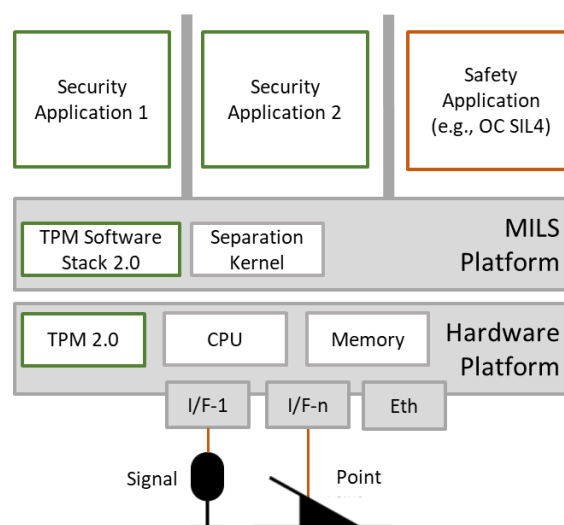 Security
Application 1
Security
Application 2
Safety
Application
(e.g., OC SIL4)
TPM Software
Stack 2.0
Separation
Kernel
MILS
Platform
TPM 2.0
CPU
Memory
Hardware
Platform
I/F-1
I/F-n
Eth
Signal
Point